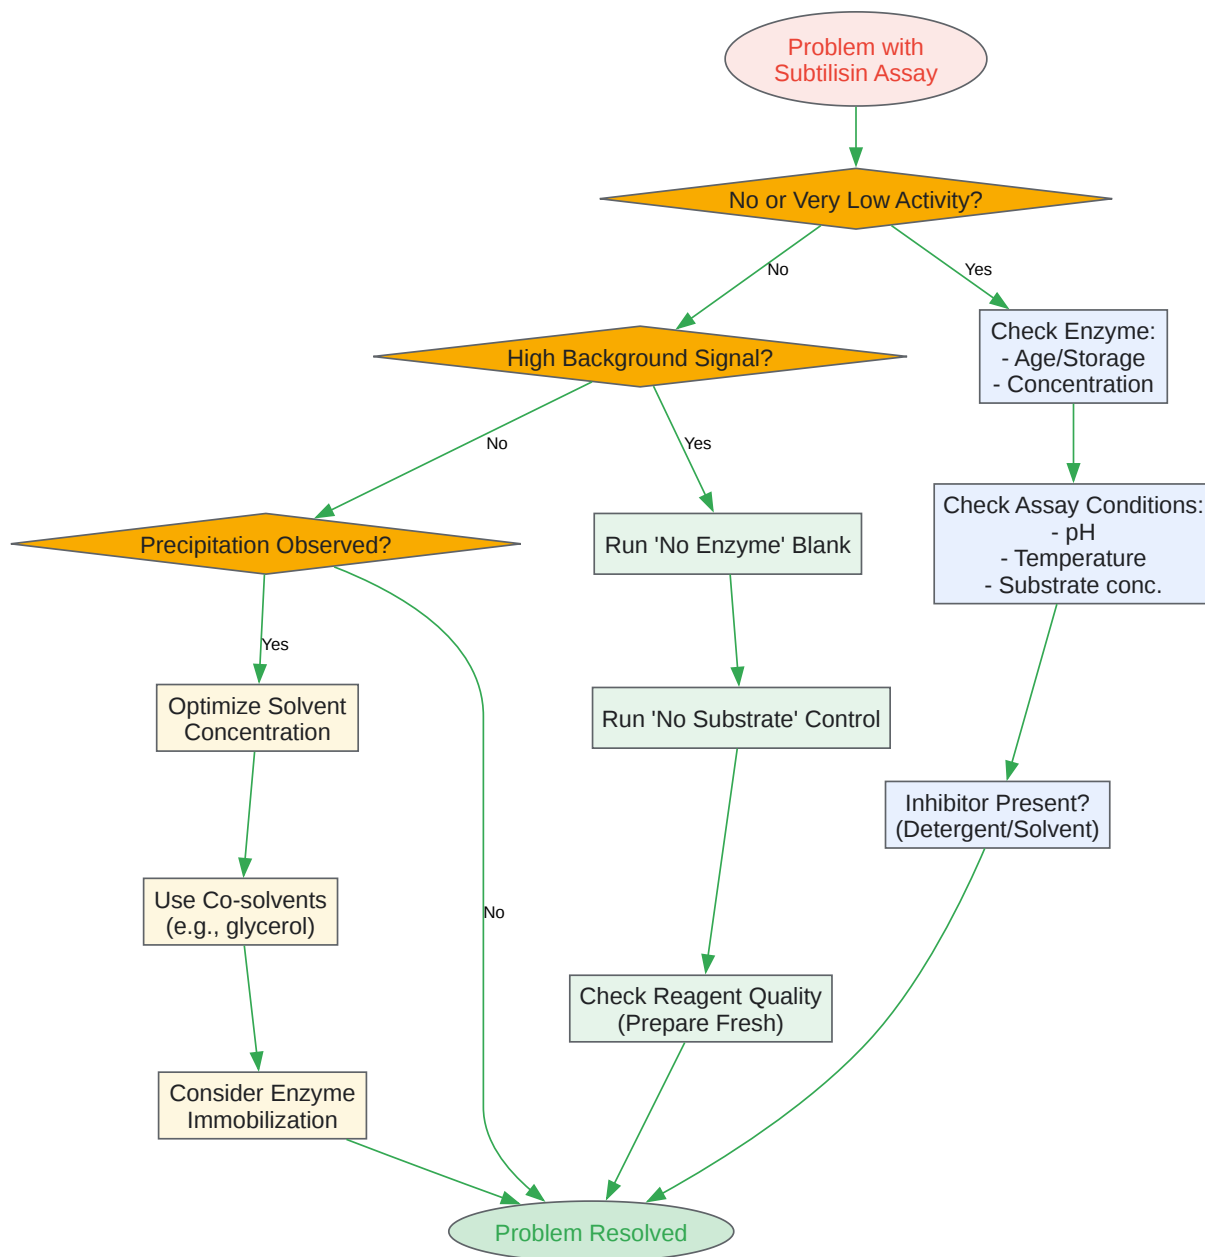 Problem with
Subtilisin Assay
No or Very Low Activity?
No
Yes
Check Enzyme:
- Age/Storage
- Concentration
High Background Signal?
No
Yes
Check Assay Conditions:
- pH
- Temperature
- Substrate conc.
Precipitation Observed?
Run 'No Enzyme' Blank
Yes
Optimize Solvent
Concentration
Run 'No Substrate' Control
Inhibitor Present?
(Detergent/Solvent)
Use Co-solvents
(e.g., glycerol)
No
Check Reagent Quality
(Prepare Fresh)
Consider Enzyme
Immobilization
Problem Resolved